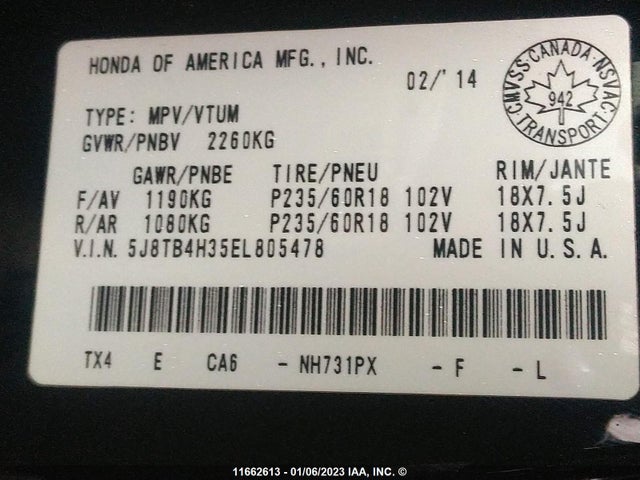 HONDA OF AMERICA MFG., INC.
02/'14
CMVSS·CANADA·NSVAC·
942
TRANSPORT
TYPE: MPV/VTUM
GVWR/PNBV 2260KG
GAWR/PNBE TIRE/PNEU RIM/JANTE
F/AV 1190KG P235/60R18 102V 18X7.5J
R/AR 1080KG P235/60R18 102V 18X7.5J
V.I.N. 5J8TB4H35EL805478 MADE IN U.S.A.
TX4 E CA6 - NH731PX - F - L
11662613 - 01/06/2023 IAA, INC. ©